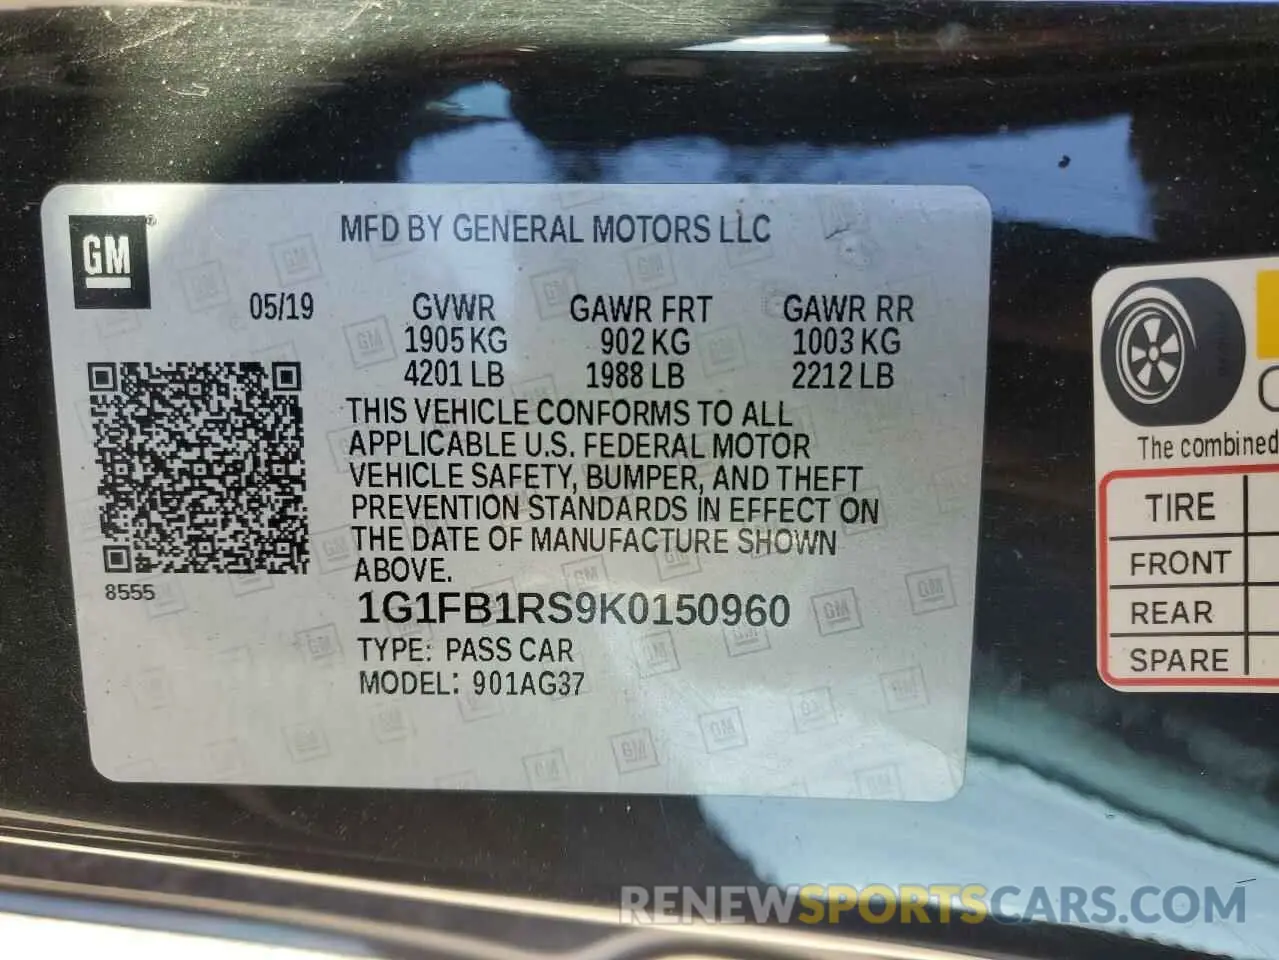 MFD BY GENERAL MOTORS LLC
GM
®
05/19
GVWR
1905 KG
4201 LB
GAWR FRT
902 KG
1988 LB
GAWR RR
1003 KG
2212 LB
THIS VEHICLE CONFORMS TO ALL
APPLICABLE U.S. FEDERAL MOTOR
VEHICLE SAFETY, BUMPER, AND THEFT
PREVENTION STANDARDS IN EFFECT ON
THE DATE OF MANUFACTURE SHOWN
ABOVE.
8555
1G1FB1RS9K0150960
TYPE: PASS CAR
MODEL: 901AG37
The combined
TIRE
FRONT
REAR
SPARE
RENEWSPORTSCARS.COM